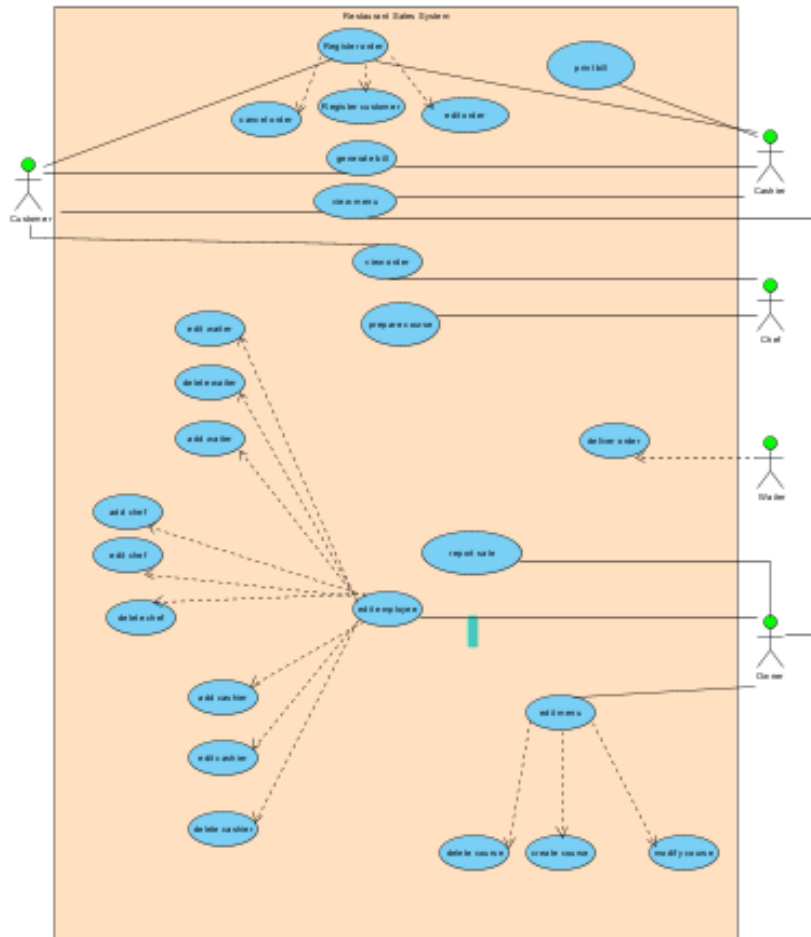 Restaurant Sales System
Register order
print bill
cancel order
Register customer
edit order
generate bill
Cashier
view menu
Customer
view order
edit waiter
prepare course
Chef
delete waiter
add waiter
deliver order
Waiter
add chef
edit chef
report sale
edit employee
delete chef
Owner
add cashier
edit menu
edit cashier
delete cashier
delete course
create course
modify course